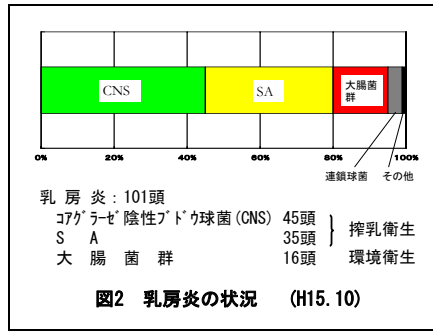 CNS SA 大腸菌群
0% 20% 40% 60% 80% 100%
連鎖球菌 その他
乳房炎：101頭
ｺｱｸﾞﾗｰｾﾞ陰性ﾌﾞﾄﾞｳ球菌(CNS) 45頭
S A 35頭
搾乳衛生
大腸菌群 16頭 環境衛生
図2 乳房炎の状況 (H15.10)